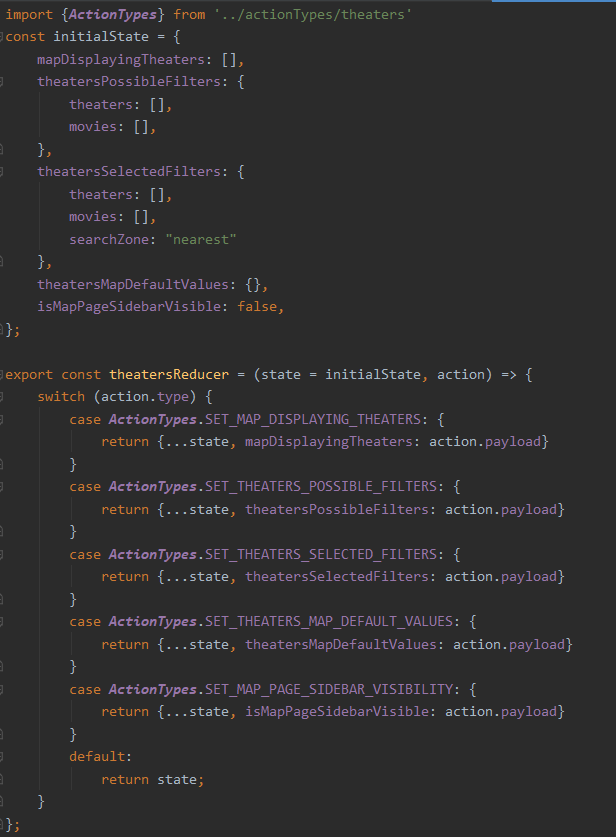 import {ActionTypes} from '../actionTypes/theaters'
const initialState = {
    mapDisplayingTheaters: [],
    theatersPossibleFilters: {
        theaters: [],
        movies: [],
    },
    theatersSelectedFilters: {
        theaters: [],
        movies: [],
        searchZone: "nearest"
    },
    theatersMapDefaultValues: {},
    isMapPageSidebarVisible: false,
};

export const theatersReducer = (state = initialState, action) => {
    switch (action.type) {
        case ActionTypes.SET_MAP_DISPLAYING_THEATERS: {
            return {...state, mapDisplayingTheaters: action.payload}
        }
        case ActionTypes.SET_THEATERS_POSSIBLE_FILTERS: {
            return {...state, theatersPossibleFilters: action.payload}
        }
        case ActionTypes.SET_THEATERS_SELECTED_FILTERS: {
            return {...state, theatersSelectedFilters: action.payload}
        }
        case ActionTypes.SET_THEATERS_MAP_DEFAULT_VALUES: {
            return {...state, theatersMapDefaultValues: action.payload}
        }
        case ActionTypes.SET_MAP_PAGE_SIDEBAR_VISIBILITY: {
            return {...state, isMapPageSidebarVisible: action.payload}
        }
        default:
            return state;
    }
};